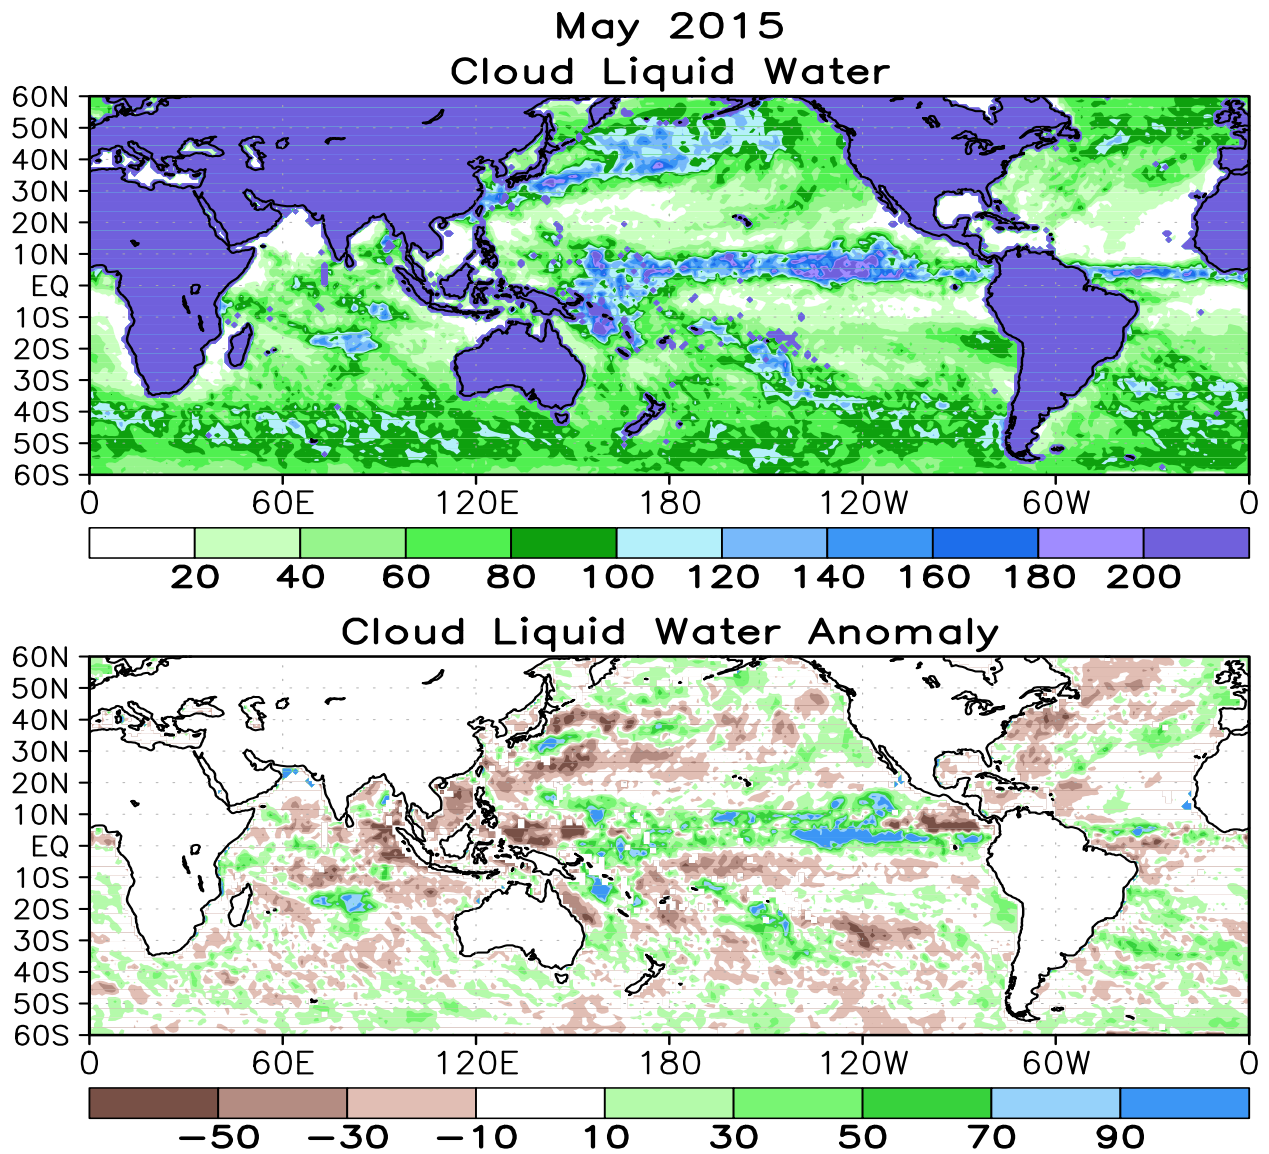 May 2015
Cloud Liquid Water
60N
50N
40N
30N
20N
10N
EQ
10S
20S
30S
40S
50S
60S
0 60E 120E 180 120W 60W 0
20 40 60 80 100 120 140 160 180 200
Cloud Liquid Water Anomaly
60N
50N
40N
30N
20N
10N
EQ
10S
20S
30S
40S
50S
60S
0 60E 120E 180 120W 60W 0
−50 −30 −10 10 30 50 70 90